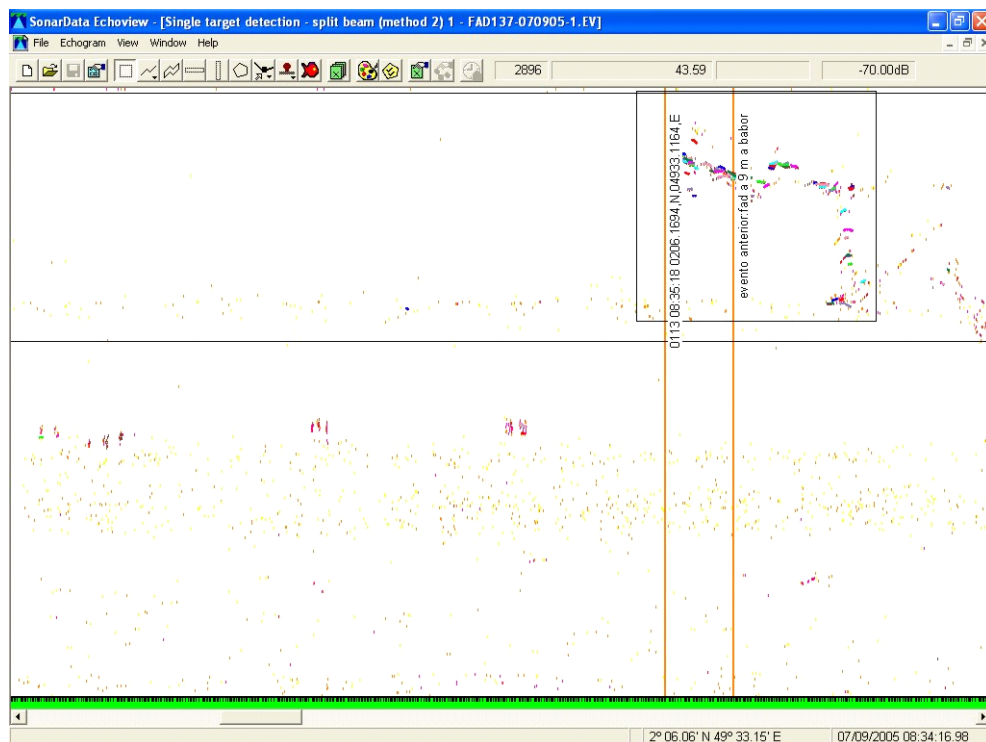 SonarData Echoview - [Single target detection - split beam (method 2) 1 - FAD137-070905-1.EV]
File Echogram View Window Help
2896 43.59 -70.00dB
0113 08:35:18 0206.1694,N,04933.1164,E
evento anterior:fad a 9 m a babor
2º 06.06' N 49º 33.15' E 07/09/2005 08:34:16.98